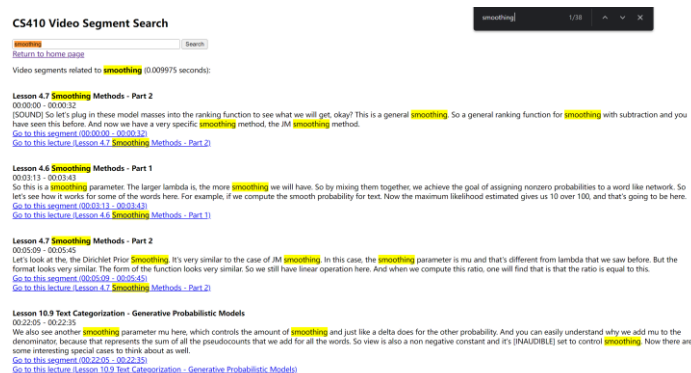 CS410 Video Segment Search
smoothing 1/38
smoothing Search
Return to home page
Video segments related to smoothing (0.009975 seconds):
Lesson 4.7 Smoothing Methods - Part 2
00:00:00 - 00:00:32
[SOUND] So let's plug in these model masses into the ranking function to see what we will get, okay? This is a general smoothing. So a general ranking function for smoothing with subtraction and you
have seen this before. And now we have a very specific smoothing method, the JM smoothing method.
Go to this segment (00:00:00 - 00:00:32)
Go to this lecture (Lesson 4.7 Smoothing Methods - Part 2)
Lesson 4.6 Smoothing Methods - Part 1
00:03:13 - 00:03:43
So this is a smoothing parameter. The larger lambda is, the more smoothing we will have. So by mixing them together, we achieve the goal of assigning nonzero probabilities to a word like network. So
let's see how it works for some of the words here. For example, if we compute the smooth probability for text. Now the maximum likelihood estimated gives us 10 over 100, and that's going to be here.
Go to this segment (00:03:13 - 00:03:43)
Go to this lecture (Lesson 4.6 Smoothing Methods - Part 1)
Lesson 4.7 Smoothing Methods - Part 2
00:05:09 - 00:05:45
Let's look at the, the Dirichlet Prior Smoothing. It's very similar to the case of JM smoothing. In this case, the smoothing parameter is mu and that's different from lambda that we saw before. But the
format looks very similar. The form of the function looks very similar. So we still have linear operation here. And when we compute this ratio, one will find that is that the ratio is equal to this.
Go to this segment (00:05:09 - 00:05:45)
Go to this lecture (Lesson 4.7 Smoothing Methods - Part 2)
Lesson 10.9 Text Categorization - Generative Probabilistic Models
00:22:05 - 00:22:35
We also see another smoothing parameter mu here, which controls the amount of smoothing and just like a delta does for the other probability. And you can easily understand why we add mu to the
denominator, because that represents the sum of all the pseudocounts that we add for all the words. So view is also a non negative constant and it's [INAUDIBLE] set to control smoothing. Now there are
some interesting special cases to think about as well.
Go to this segment (00:22:05 - 00:22:35)
Go to this lecture (Lesson 10.9 Text Categorization - Generative Probabilistic Models)